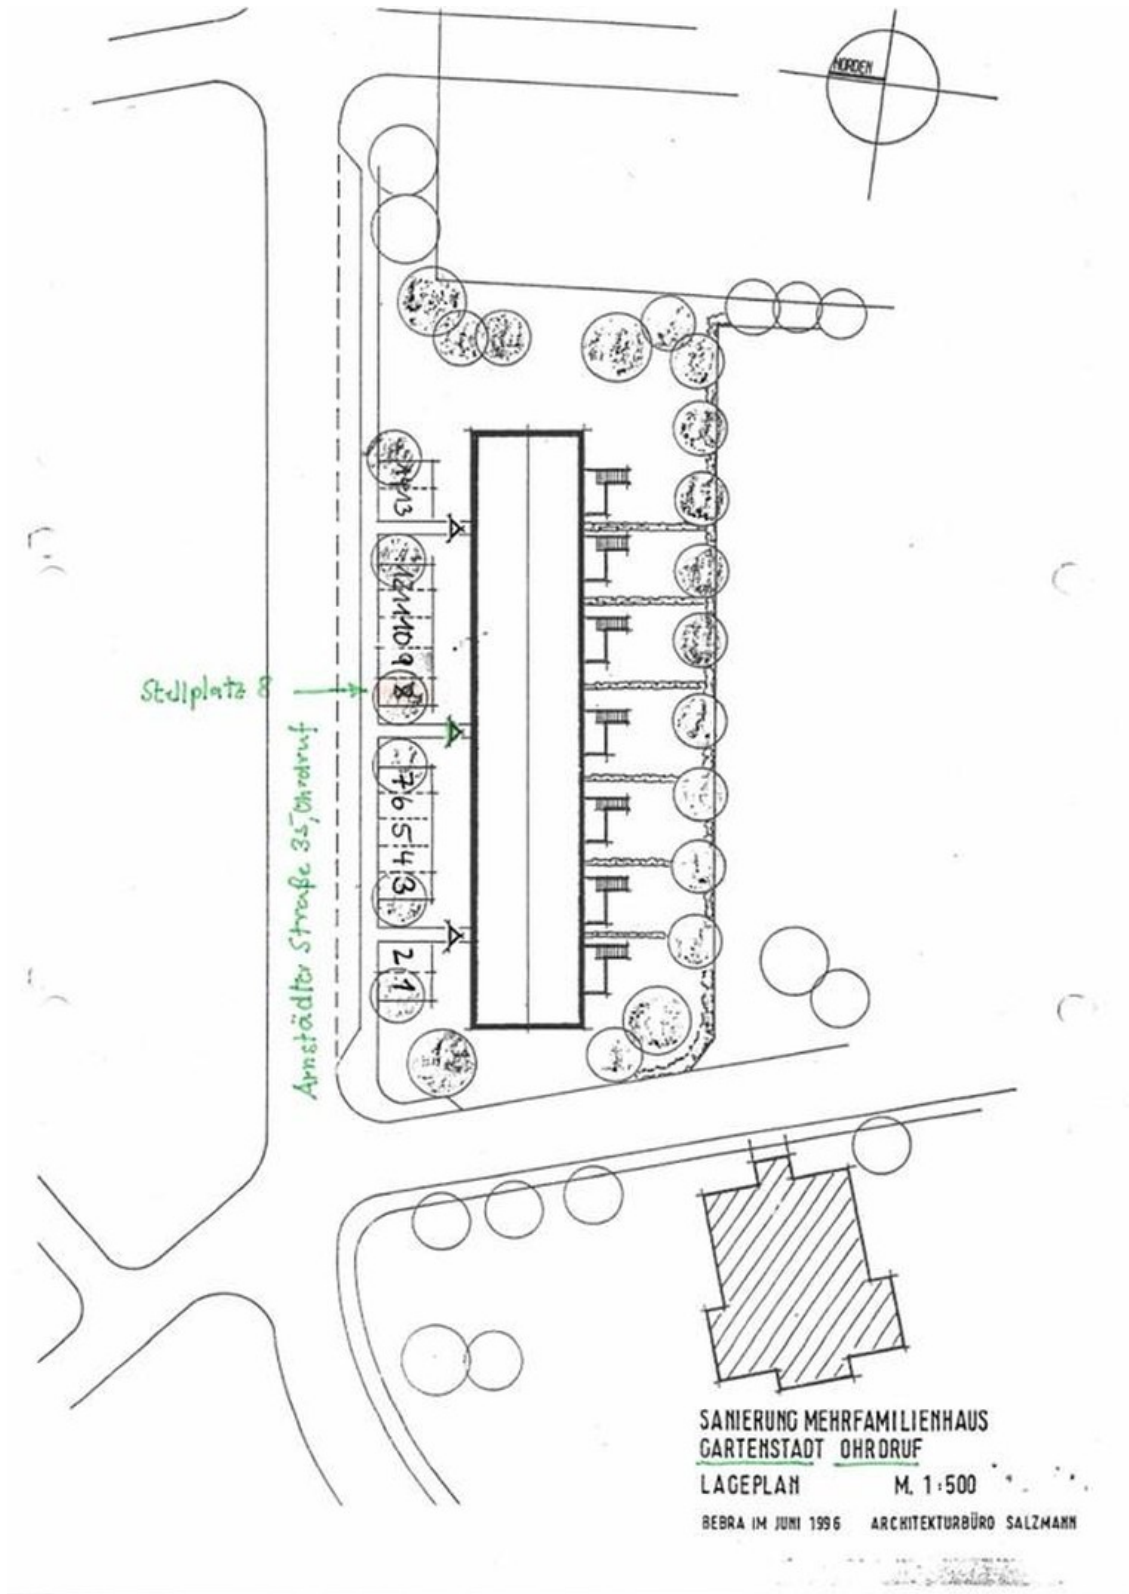 NORDEN
14 13
12 11 10 9 8
Stellplatz 8
Arnstädter Straße 35, Ohrdruf
7 6 5 4 3
2 1
SANIERUNG MEHRFAMILIENHAUS
GARTENSTADT OHRDRUF
LAGEPLAN M. 1:500
BEBRA IM JUNI 1996 ARCHITEKTURBÜRO SALZMANN